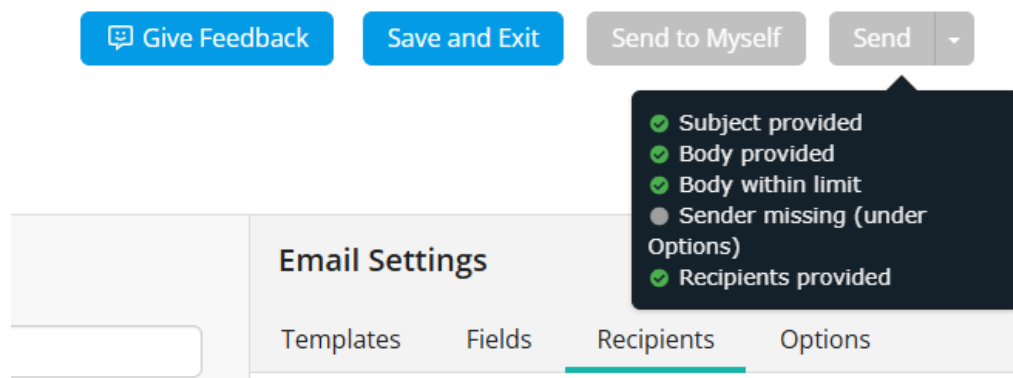 Give Feedback
Save and Exit
Send to Myself
Send
Subject provided
Body provided
Body within limit
Sender missing (under
Options)
Recipients provided
Email Settings
Templates
Fields
Recipients
Options